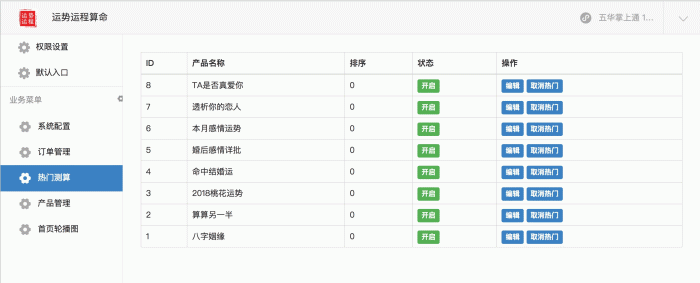 运势运程 运势运程算命 五华掌上通 1...
权限设置
默认入口
业务菜单
系统配置
订单管理
热门测算
产品管理
首页轮播图
ID 产品名称 排序 状态 操作
8 TA是否真爱你 0 开启 编辑 取消热门
7 透析你的恋人 0 开启 编辑 取消热门
6 本月感情运势 0 开启 编辑 取消热门
5 婚后感情详批 0 开启 编辑 取消热门
4 命中结婚运 0 开启 编辑 取消热门
3 2018桃花运势 0 开启 编辑 取消热门
2 算算另一半 0 开启 编辑 取消热门
1 八字姻缘 0 开启 编辑 取消热门